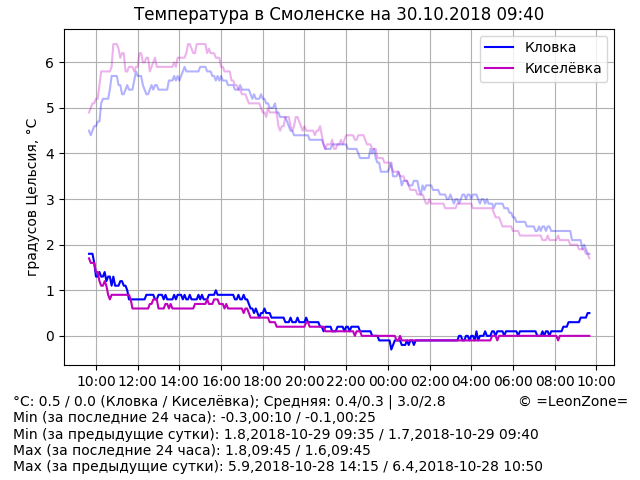 Температура в Смоленске на 30.10.2018 09:40
Кловка
Киселёвка
градусов Цельсия, °C
6
5
4
3
2
1
0
10:00 12:00 14:00 16:00 18:00 20:00 22:00 00:00 02:00 04:00 06:00 08:00 10:00
°C: 0.5 / 0.0 (Кловка / Киселёвка); Средняя: 0.4/0.3 | 3.0/2.8 © =LeonZone=
Min (за последние 24 часа): -0.3,00:10 / -0.1,00:25
Min (за предыдущие сутки): 1.8,2018-10-29 09:35 / 1.7,2018-10-29 09:40
Max (за последние 24 часа): 1.8,09:45 / 1.6,09:45
Max (за предыдущие сутки): 5.9,2018-10-28 14:15 / 6.4,2018-10-28 10:50